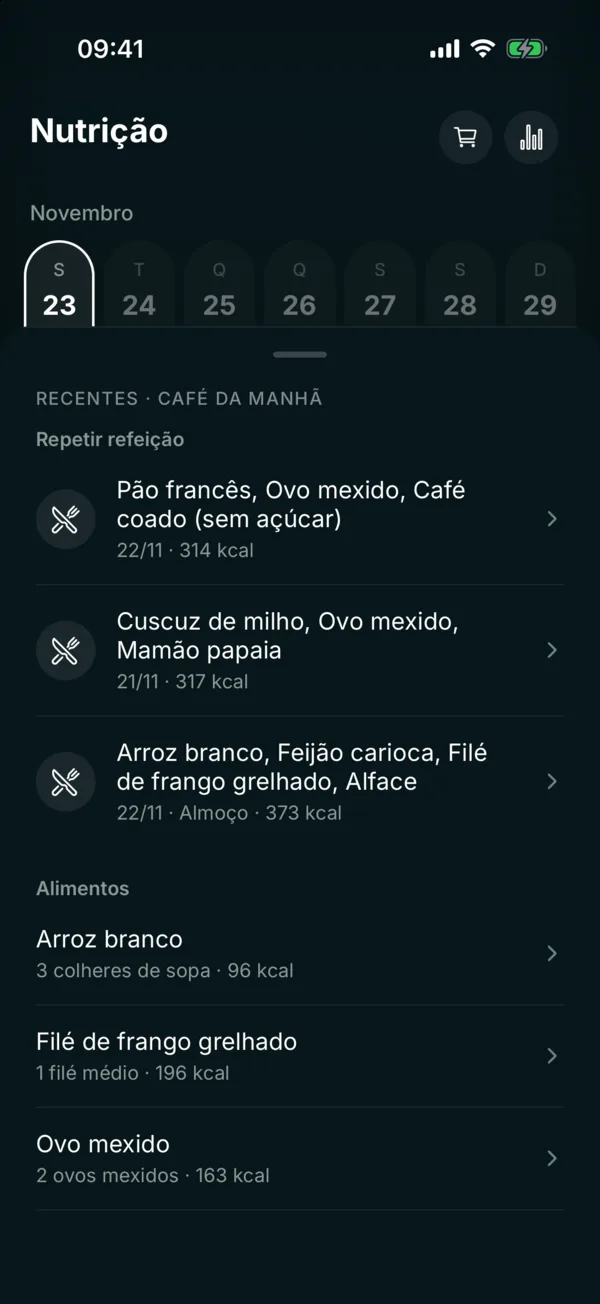 09:41
Nutrição
Novembro
S T Q Q S S D
23 24 25 26 27 28 29
RECENTES · CAFÉ DA MANHÃ
Repetir refeição
Pão francês, Ovo mexido, Café
coado (sem açúcar)
22/11 · 314 kcal
Cuscuz de milho, Ovo mexido,
Mamão papaia
21/11 · 317 kcal
Arroz branco, Feijão carioca, Filé
de frango grelhado, Alface
22/11 · Almoço · 373 kcal
Alimentos
Arroz branco
3 colheres de sopa · 96 kcal
Filé de frango grelhado
1 filé médio · 196 kcal
Ovo mexido
2 ovos mexidos · 163 kcal